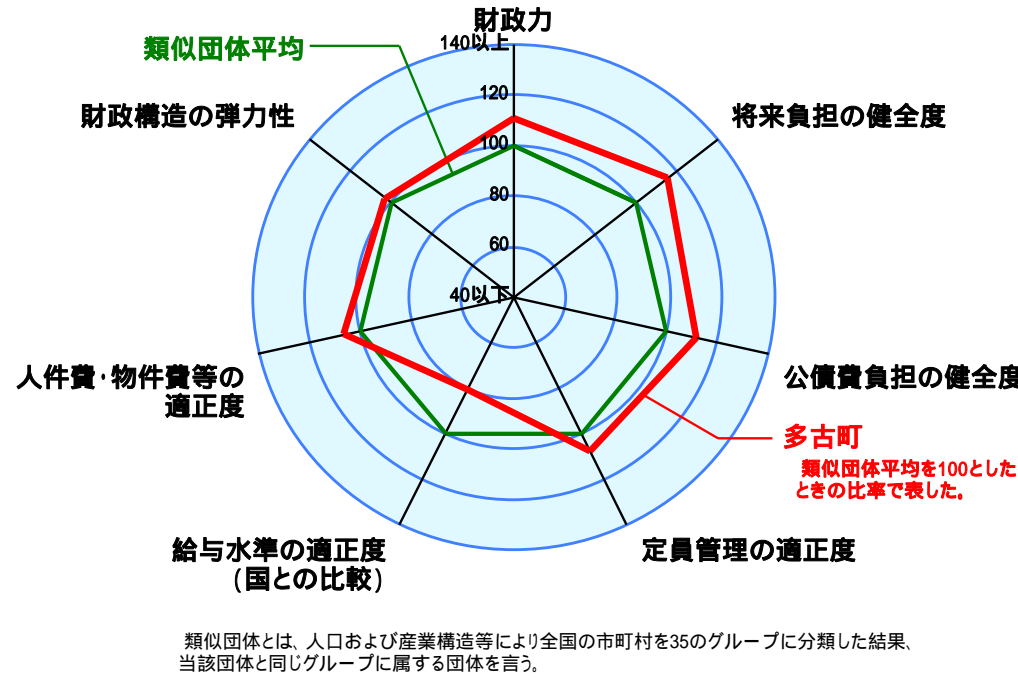 財政力
140以上
類似団体平均
120
財政構造の弾力性
将来負担の健全度
100
80
60
40以下
人件費・物件費等の
適正度
公債費負担の健全度
多古町
類似団体平均を100とした
ときの比率で表した。
給与水準の適正度
(国との比較)
定員管理の適正度
類似団体とは、人口および産業構造等により全国の市町村を35のグループに分類した結果、
当該団体と同じグループに属する団体を言う。